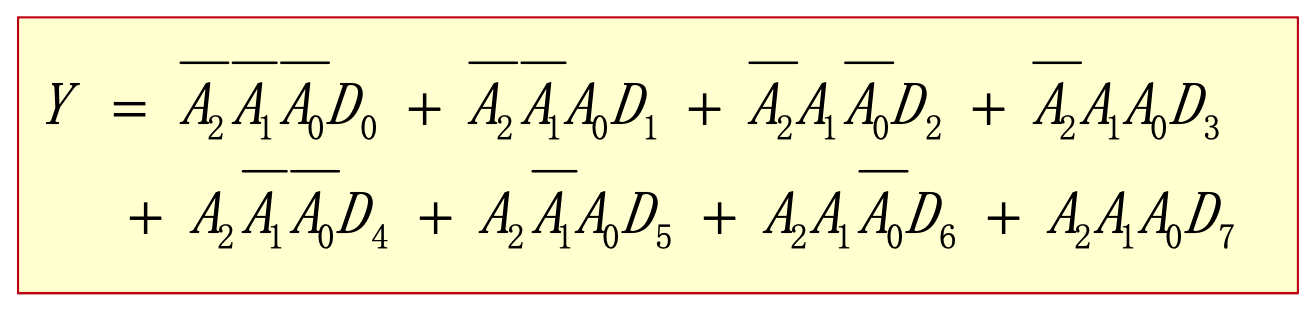 Y = A̅₂A̅₁A̅₀D₀ + A̅₂A̅₁A₀D₁ + A̅₂A₁A̅₀D₂ + A̅₂A₁A₀D₃
+ A₂A̅₁A̅₀D₄ + A₂A̅₁A₀D₅ + A₂A₁A̅₀D₆ + A₂A₁A₀D₇